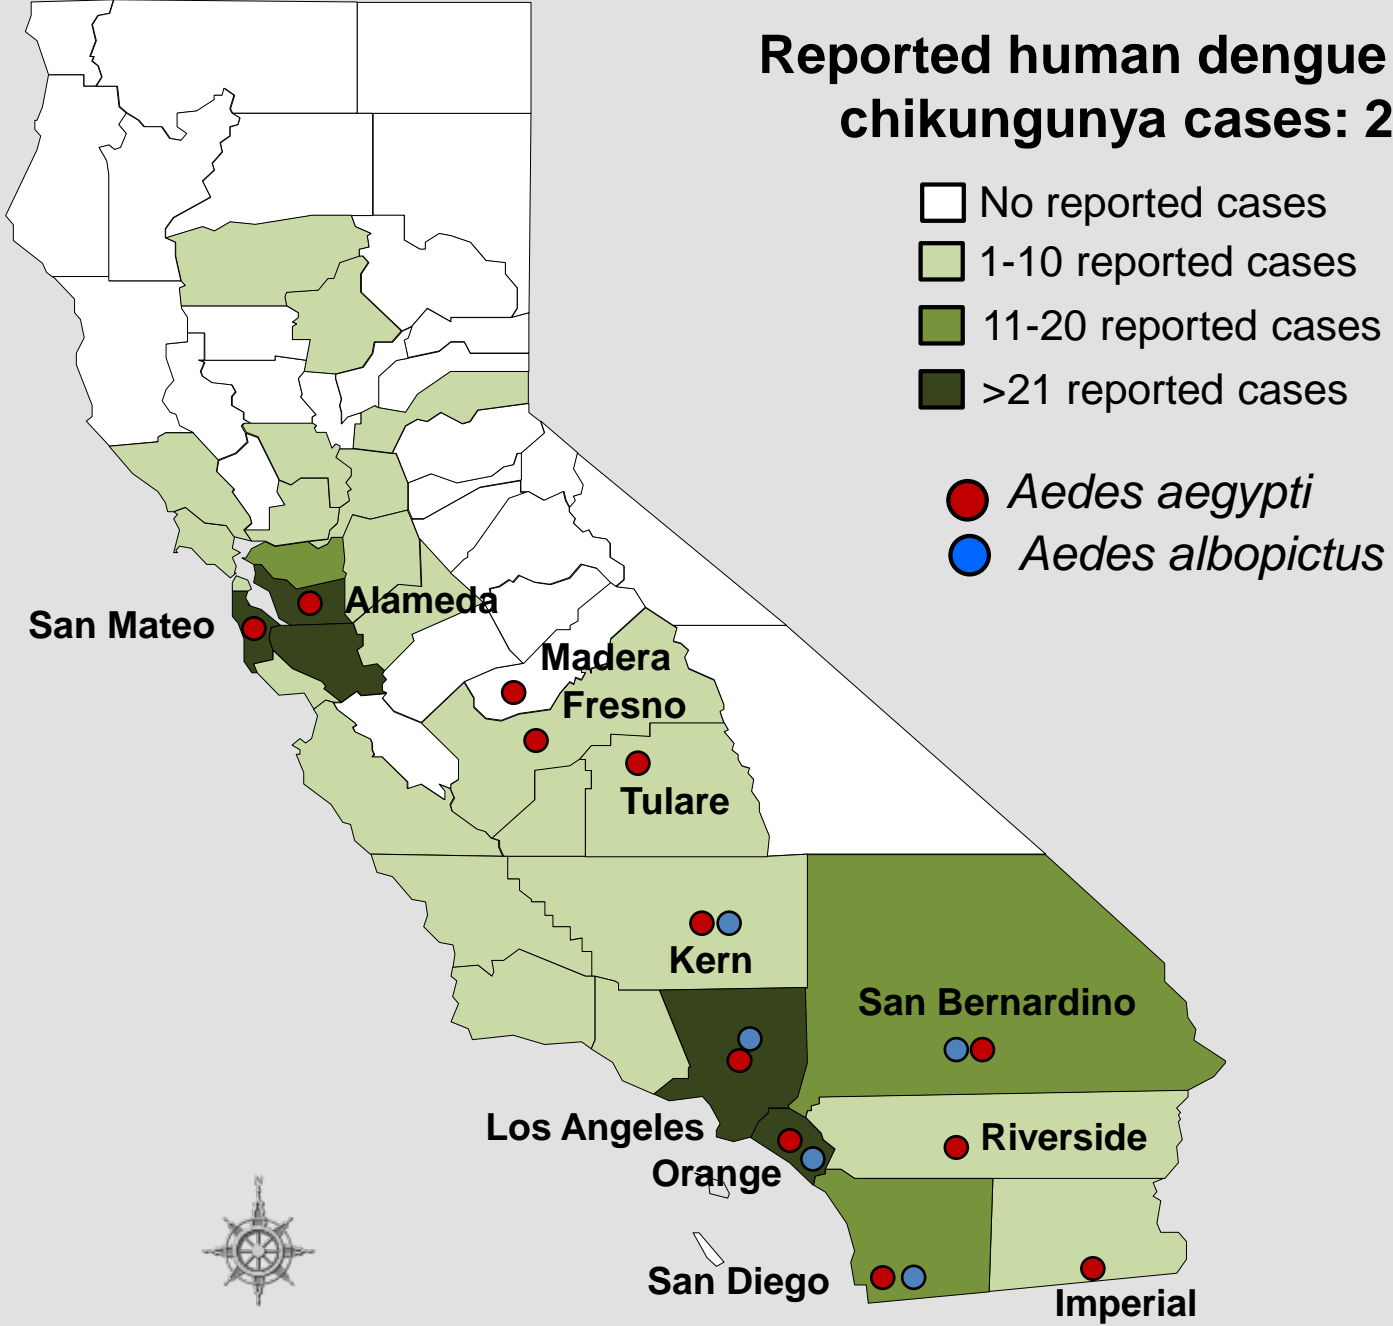 Reported human dengue
chikungunya cases: 2
No reported cases
1-10 reported cases
11-20 reported cases
>21 reported cases
Aedes aegypti
Aedes albopictus
Alameda
San Mateo
Madera
Fresno
Tulare
Kern
San Bernardino
Los Angeles
Riverside
Orange
San Diego
Imperial
N